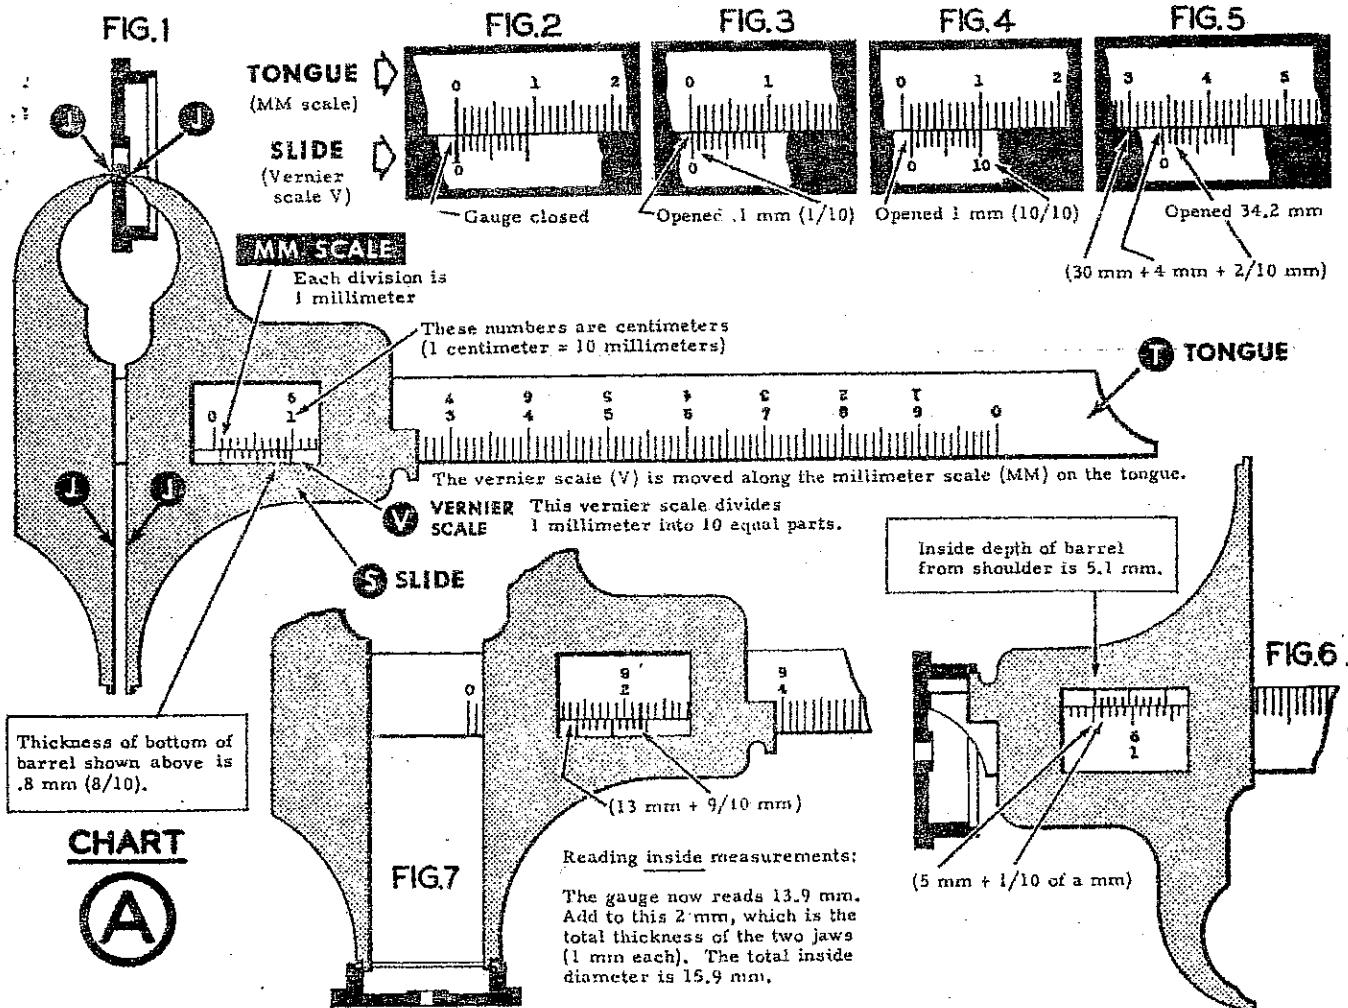 FIG.1
FIG.2
FIG.3
FIG.4
FIG.5
TONGUE
(MM scale)
SLIDE
(Vernier
scale V)
0 1 2
0
Gauge closed
0 1
0
Opened .1 mm (1/10)
0 1 2
0 10
Opened 1 mm (10/10)
3 4 5
0
Opened 34.2 mm
(30 mm + 4 mm + 2/10 mm)
J J
MM SCALE
Each division is
1 millimeter
These numbers are centimeters
(1 centimeter = 10 millimeters)
T TONGUE
0 1
3 4 5 6 7 8 9 0
The vernier scale (V) is moved along the millimeter scale (MM) on the tongue.
J J
V VERNIER
SCALE
This vernier scale divides
1 millimeter into 10 equal parts.
S SLIDE
Inside depth of barrel
from shoulder is 5.1 mm.
FIG.6
6
1
(5 mm + 1/10 of a mm)
Thickness of bottom of
barrel shown above is
.8 mm (8/10).
CHART
A
FIG.7
0
9
2
9
4
(13 mm + 9/10 mm)
Reading inside measurements:
The gauge now reads 13.9 mm.
Add to this 2 mm, which is the
total thickness of the two jaws
(1 mm each). The total inside
diameter is 15.9 mm.